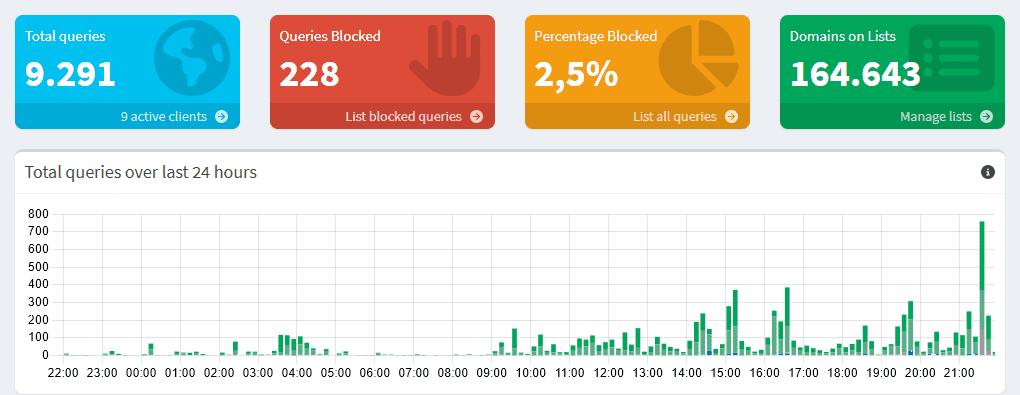 Total queries
9.291
9 active clients
Queries Blocked
228
List blocked queries
Percentage Blocked
2,5%
List all queries
Domains on Lists
164.643
Manage lists
Total queries over last 24 hours
800
700
600
500
400
300
200
100
0
22:00 23:00 00:00 01:00 02:00 03:00 04:00 05:00 06:00 07:00 08:00 09:00 10:00 11:00 12:00 13:00 14:00 15:00 16:00 17:00 18:00 19:00 20:00 21:00